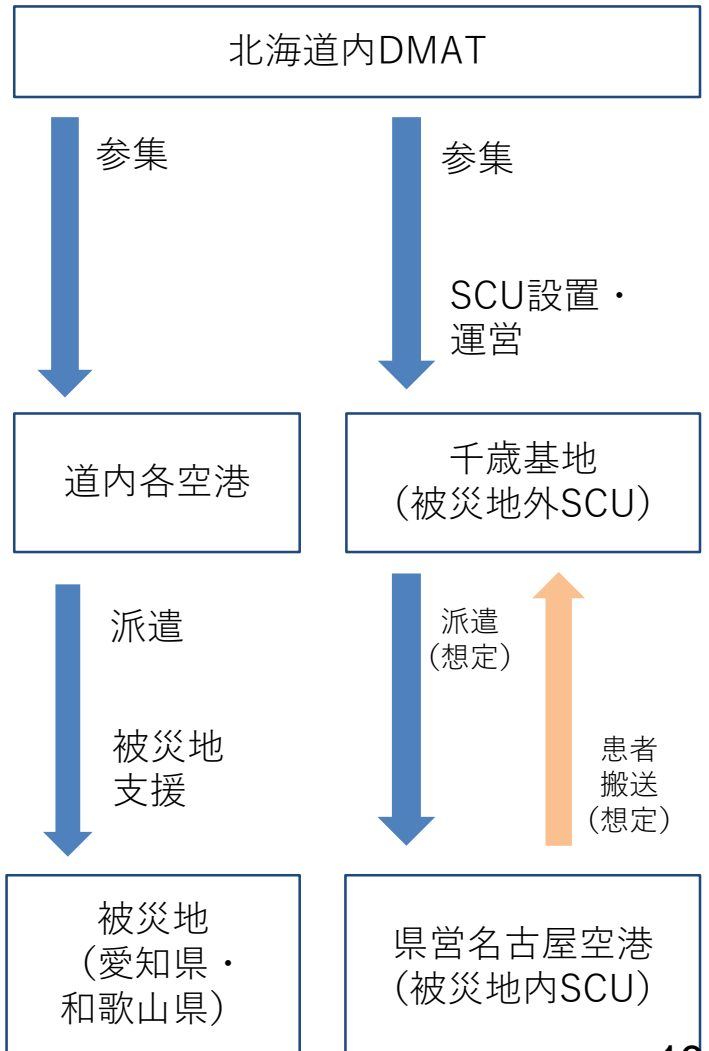 北海道内DMAT
参集
参集
SCU設置・
運営
道内各空港
千歳基地
（被災地外SCU）
派遣
派遣
（想定）
被災地
支援
患者
搬送
（想定）
被災地
（愛知県・
和歌山県）
県営名古屋空港
（被災地内SCU）